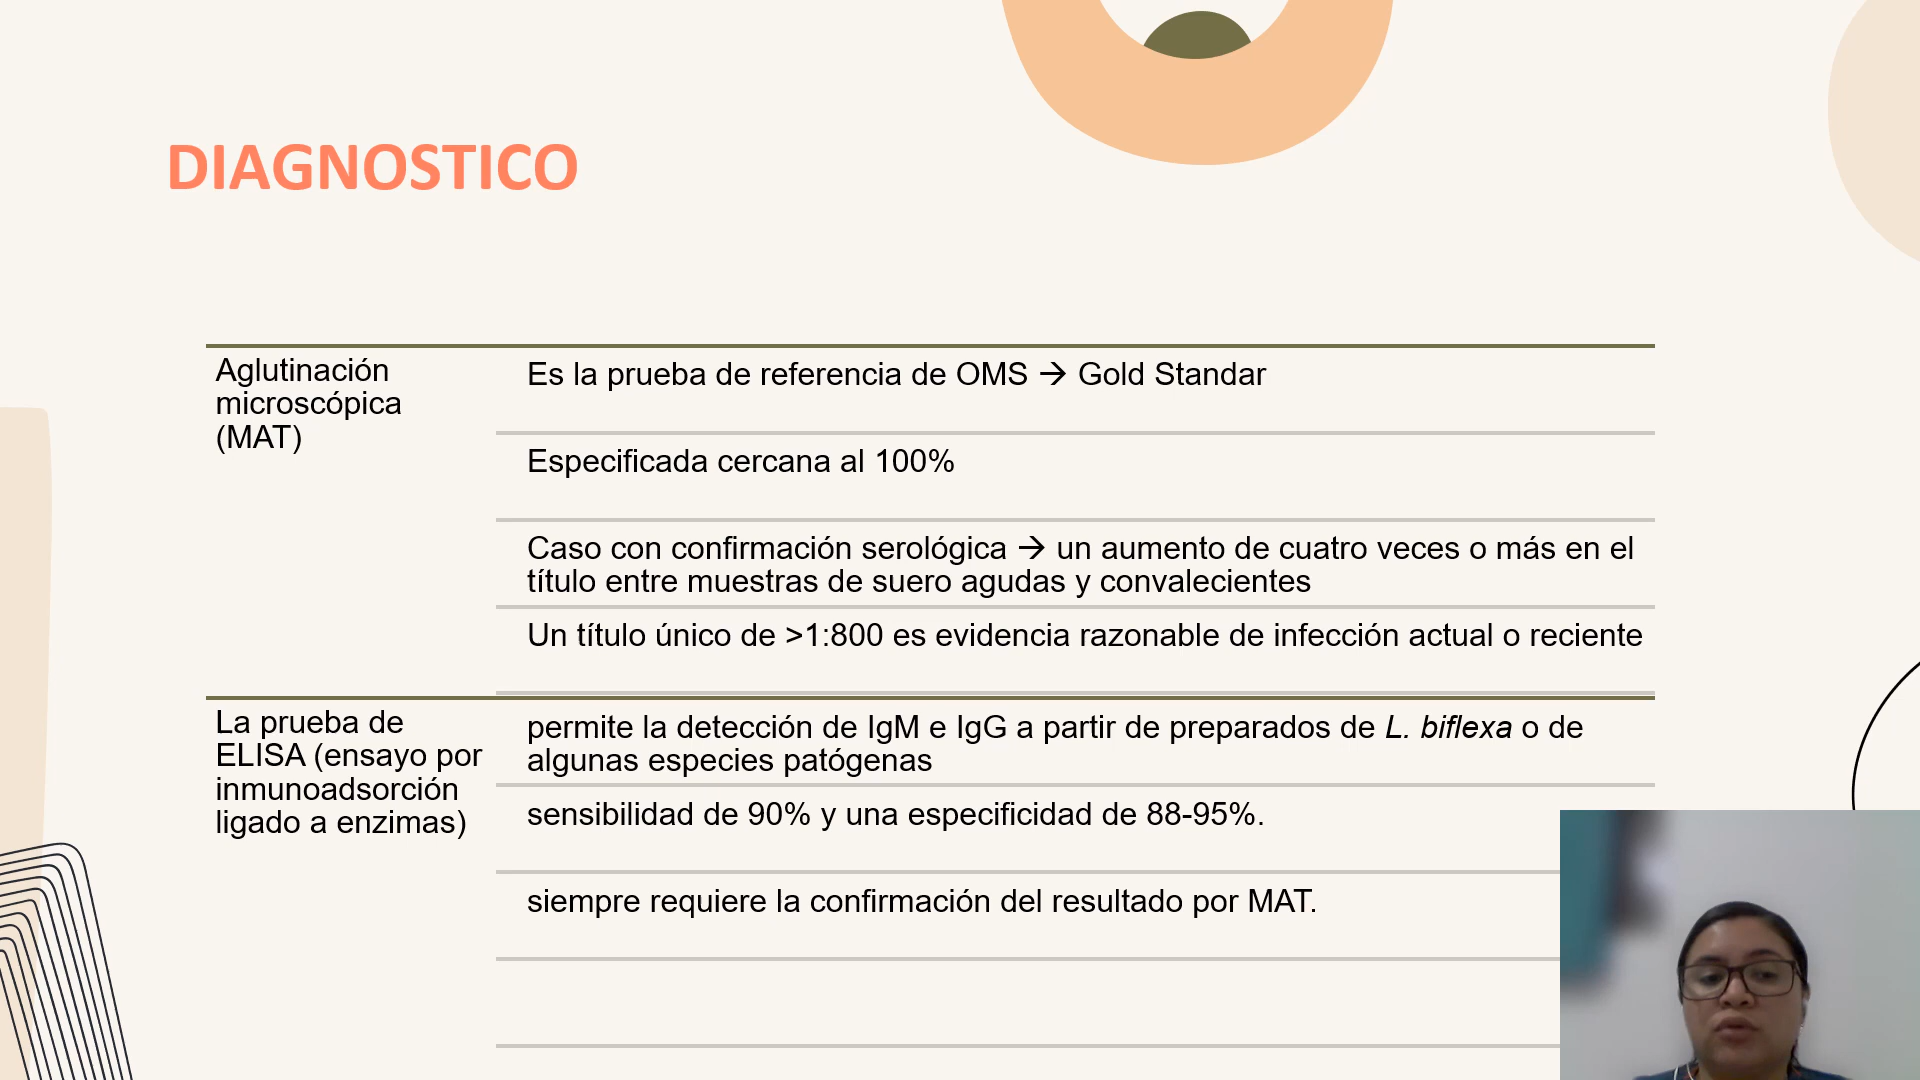 DIAGNOSTICO
Aglutinación
microscópica
(MAT)
Es la prueba de referencia de OMS → Gold Standar
Especificada cercana al 100%
Caso con confirmación serológica → un aumento de cuatro veces o más en el
título entre muestras de suero agudas y convalecientes
Un título único de >1:800 es evidencia razonable de infección actual o reciente
La prueba de
ELISA (ensayo por
inmunoadsorción
ligado a enzimas)
permite la detección de IgM e IgG a partir de preparados de L. biflexa o de
algunas especies patógenas
sensibilidad de 90% y una especificidad de 88-95%.
siempre requiere la confirmación del resultado por MAT.